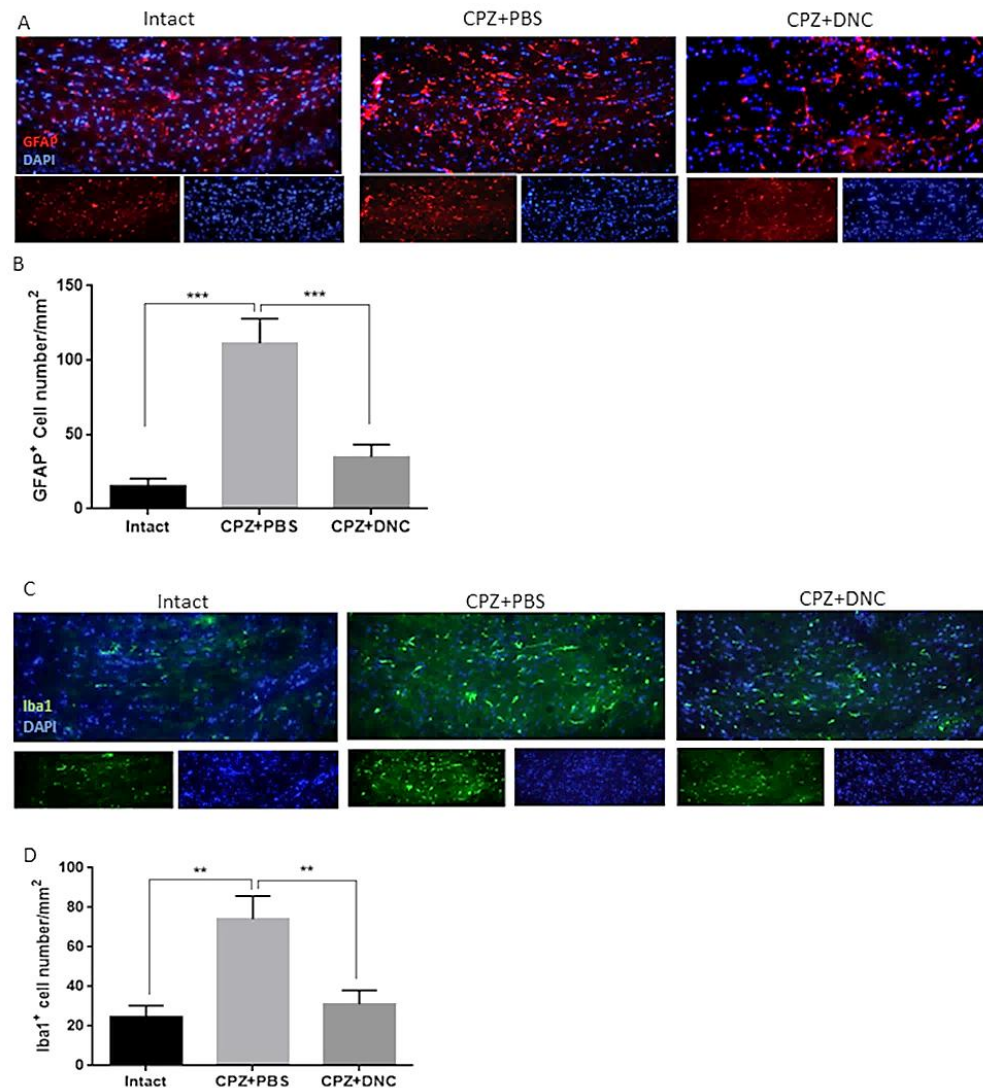 A
Intact
CPZ+PBS
CPZ+DNC
GFAP
DAPI
B
GFAP⁺ Cell number/mm²
150
100
50
0
***
***
Intact
CPZ+PBS
CPZ+DNC
C
Intact
CPZ+PBS
CPZ+DNC
Iba1
DAPI
D
Iba1⁺ cell number/mm²
100
80
60
40
20
0
**
**
Intact
CPZ+PBS
CPZ+DNC